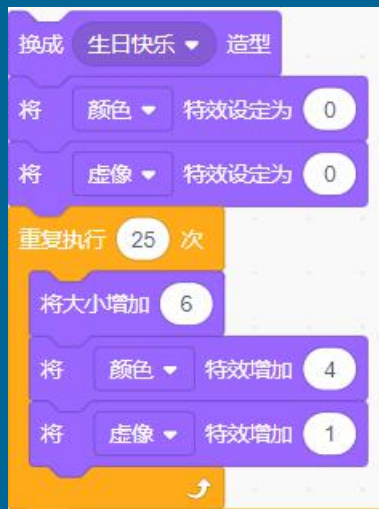 换成 生日快乐 造型
将 颜色 特效设定为 0
将 虚像 特效设定为 0
重复执行 25 次
将大小增加 6
将 颜色 特效增加 4
将 虚像 特效增加 1